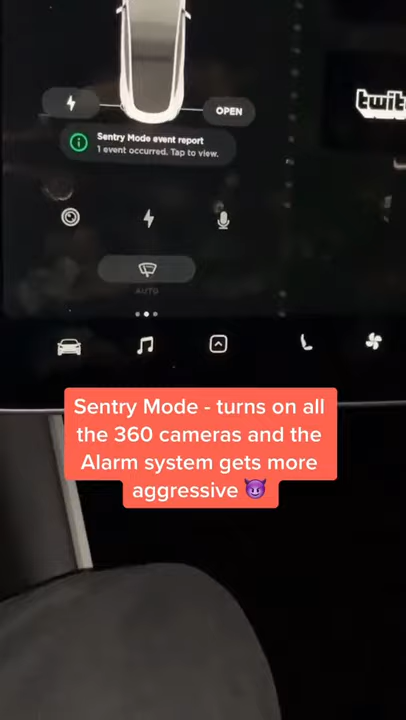 OPEN
twit
Sentry Mode event report
1 event occurred. Tap to view.
AUTO
Sentry Mode - turns on all
the 360 cameras and the
Alarm system gets more
aggressive 😈